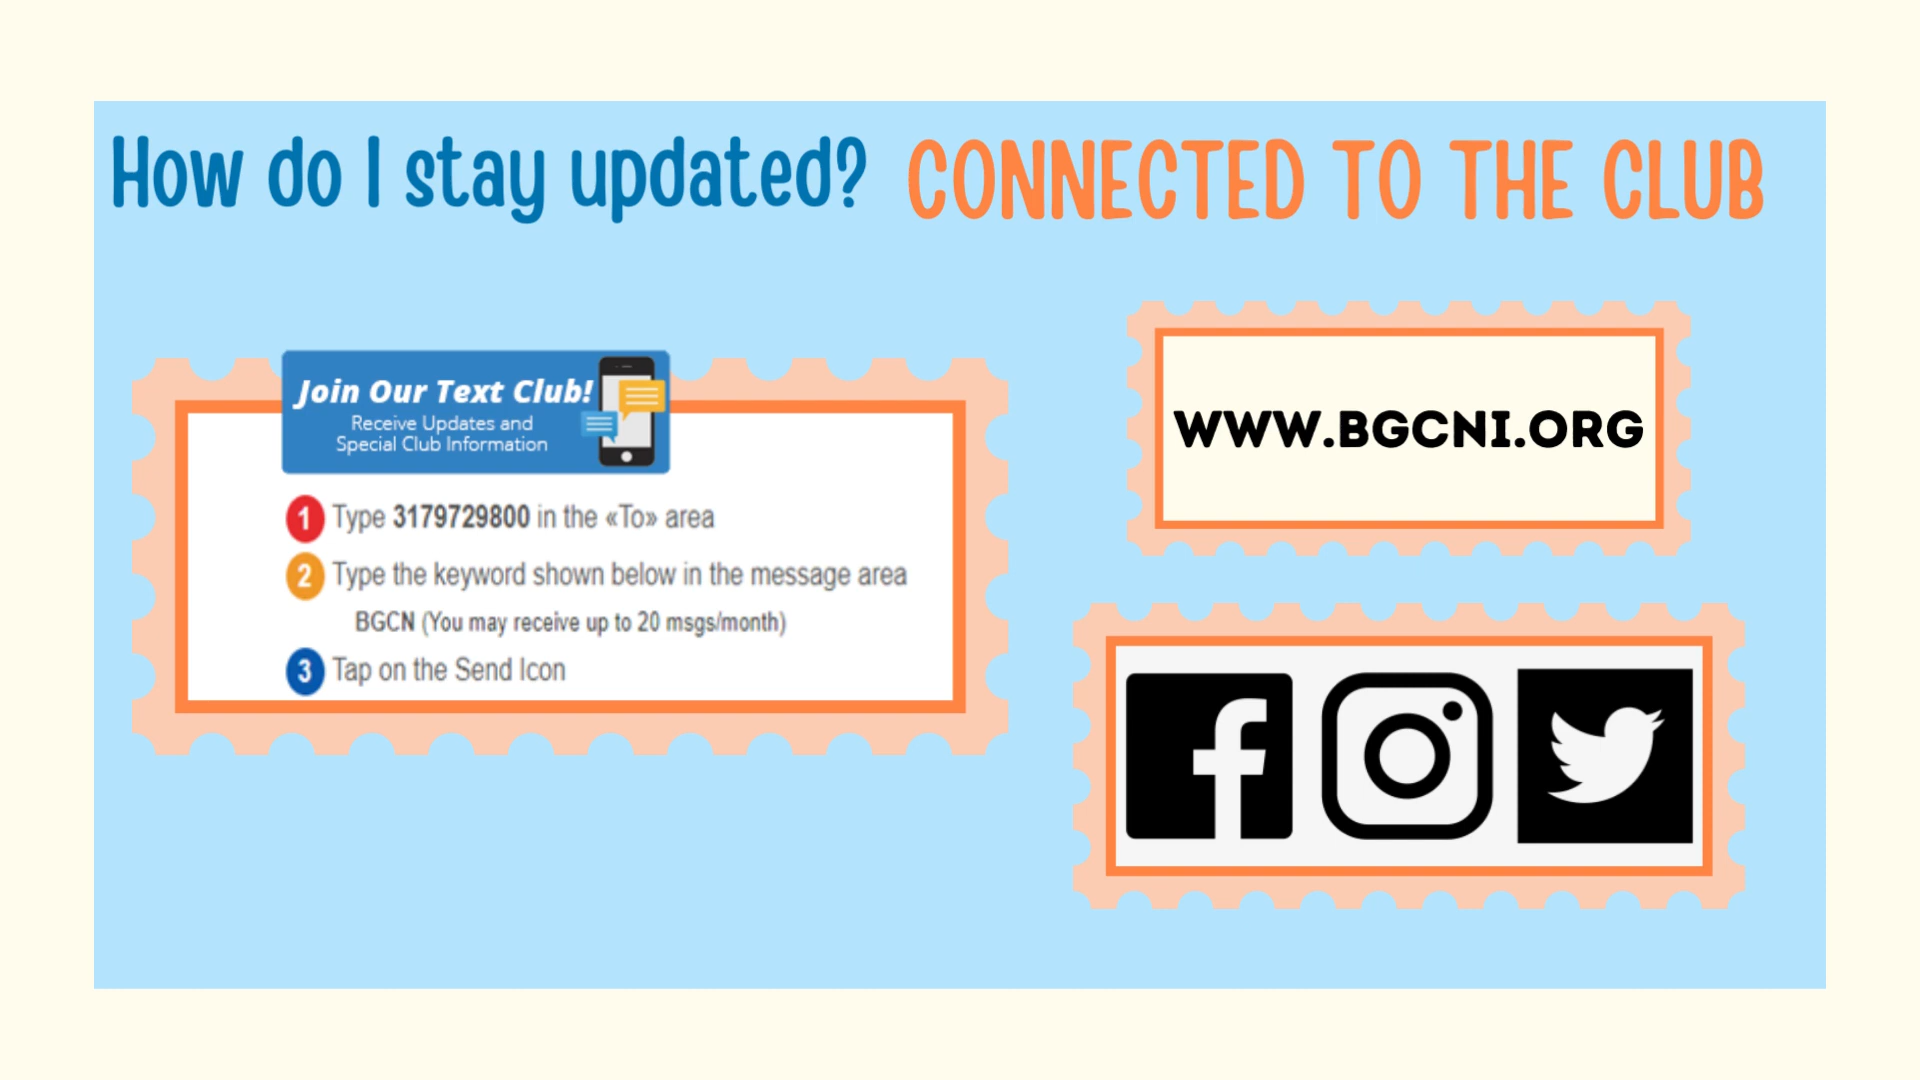 How do I stay updated? CONNECTED TO THE CLUB
Join Our Text Club!
Receive Updates and
Special Club Information
1 Type 3179729800 in the «To» area
2 Type the keyword shown below in the message area
BGCN (You may receive up to 20 msgs/month)
3 Tap on the Send Icon
WWW.BGCNI.ORG